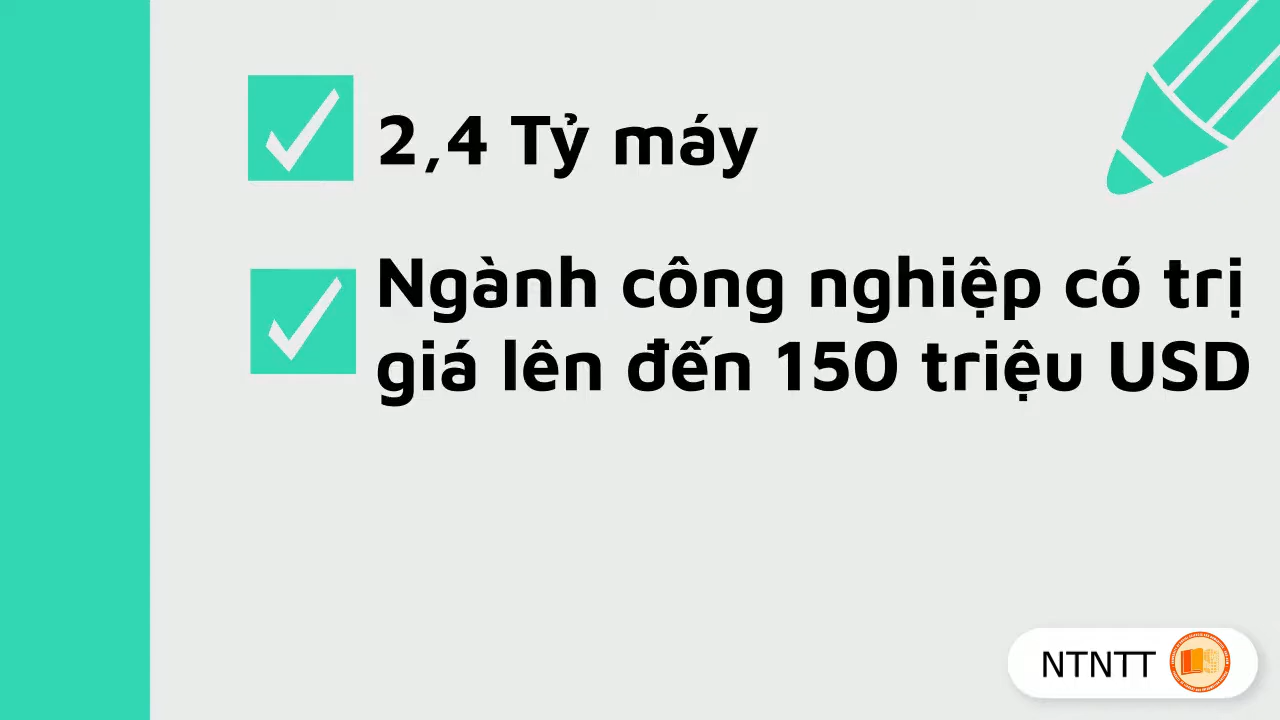 2,4 Tỷ máy
Ngành công nghiệp có trị
giá lên đến 150 triệu USD
NTNTT